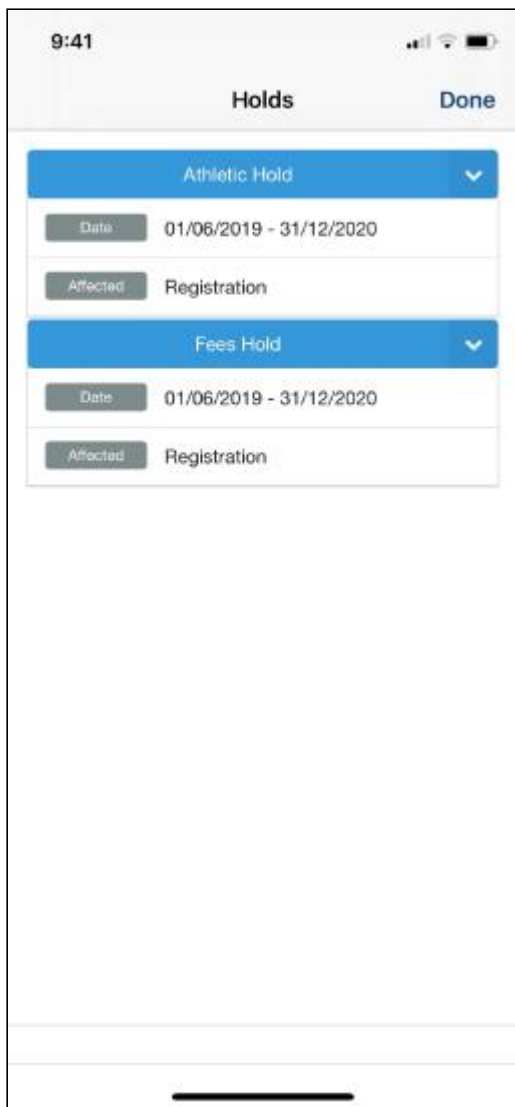 9:41
Holds Done
Athletic Hold
Date 01/06/2019 - 31/12/2020
Affected Registration
Fees Hold
Date 01/06/2019 - 31/12/2020
Affected Registration